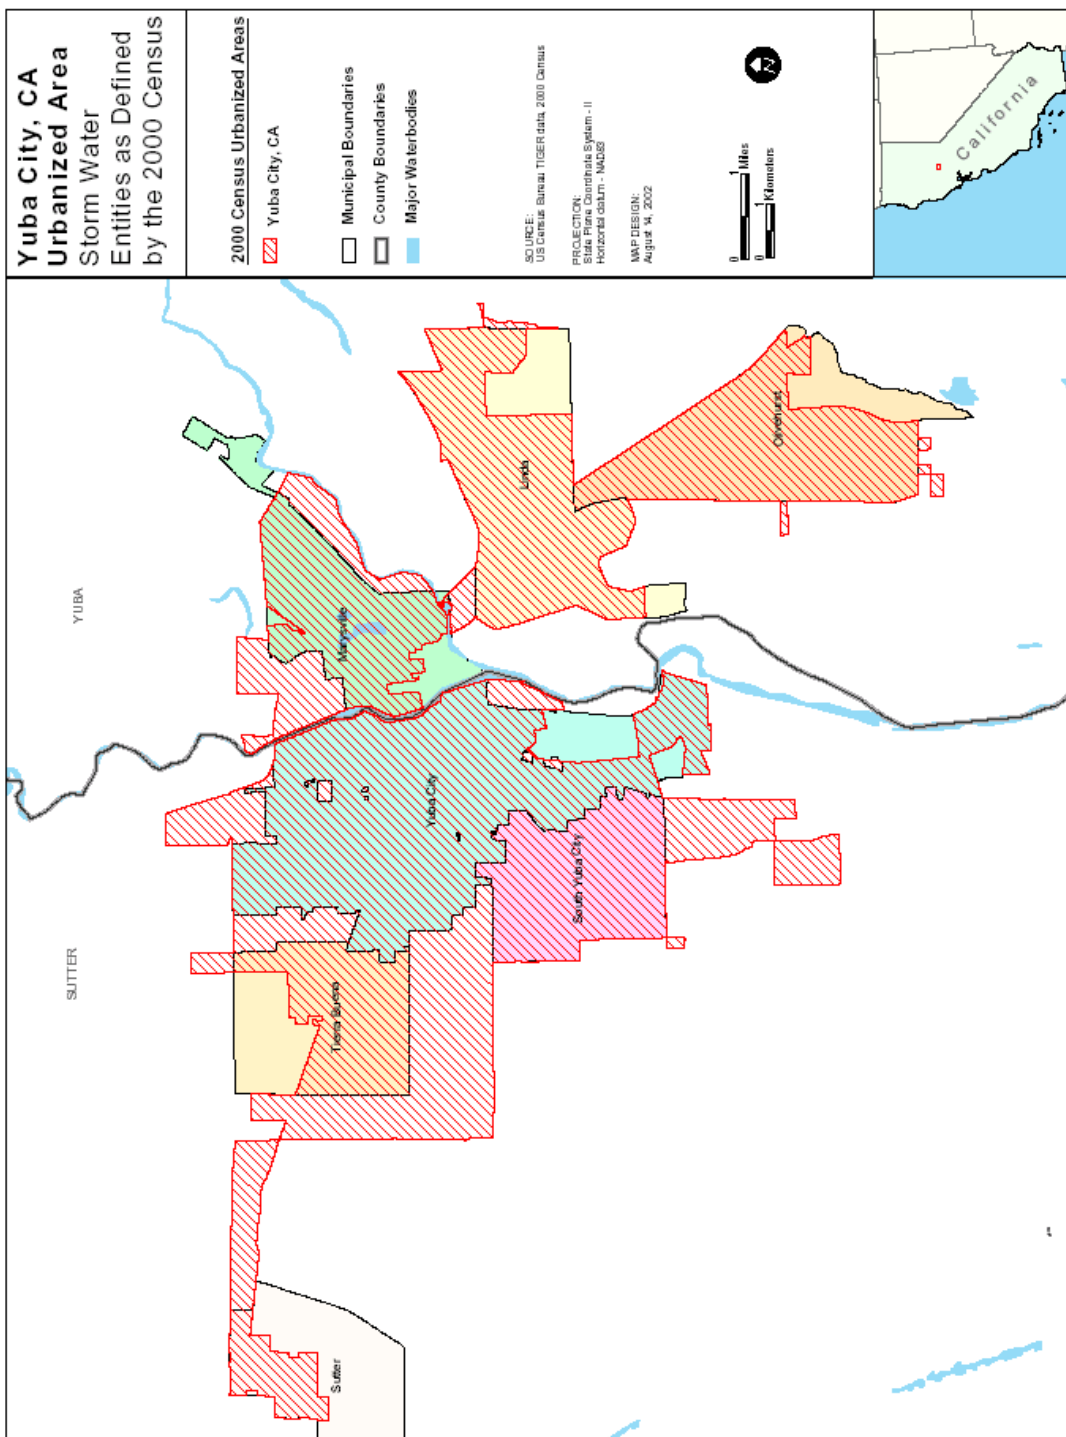 Yuba City, CA
Urbanized Area
Storm Water
Entities as Defined
by the 2000 Census
2000 Census Urbanized Areas
Yuba City, CA
Municipal Boundaries
County Boundaries
Major Waterbodies
SOURCE:
US Census Bureau TIGER data, 2000 Census
PROJECTION:
State Plane Coordinate System - II
Horizontal datum - NAD83
MAP DESIGN:
August 14, 2002
0 1 Miles
0 1 Kilometers
N
California
YUBA
SUTTER
Marysville
Linda
Olivehurst
Yuba City
South Yuba City
Tierra Buena
Sutter